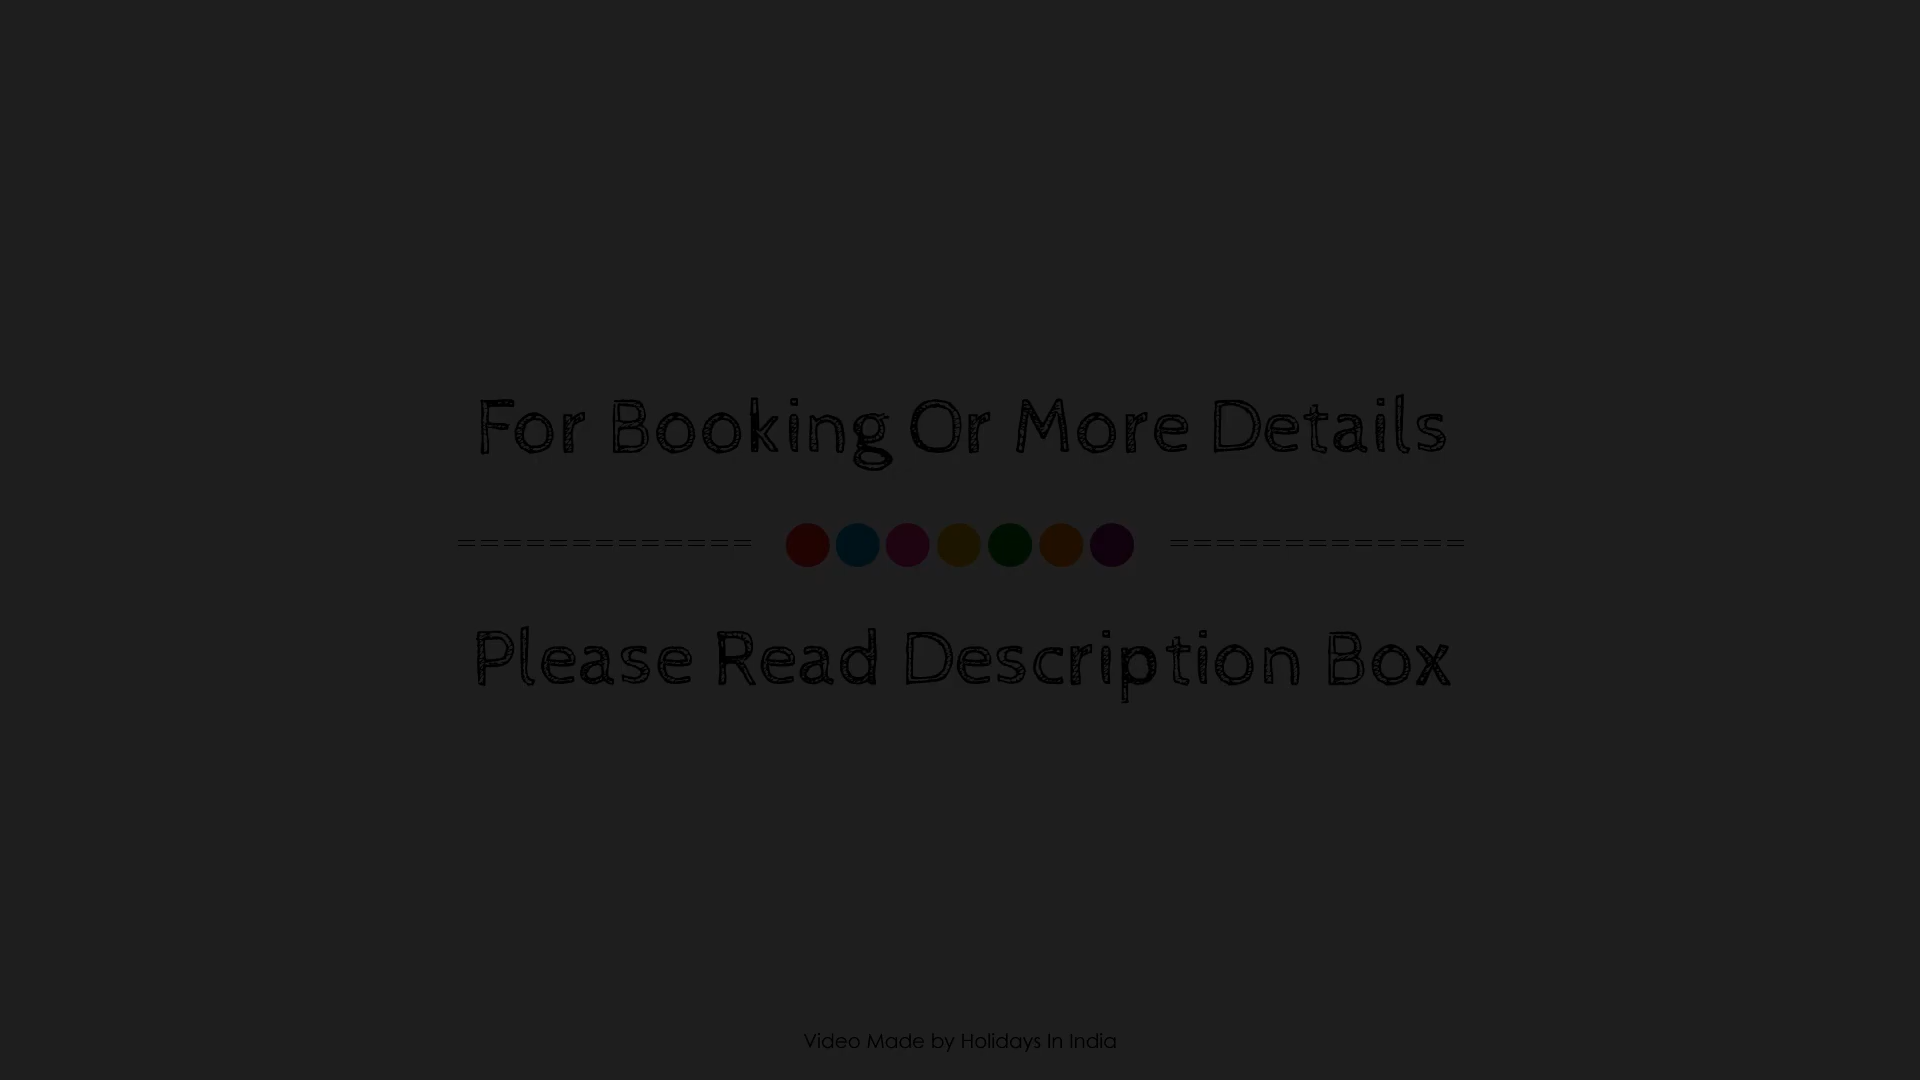 For Booking Or More Details
============= =============
Please Read Description Box
Video Made by Holidays In India